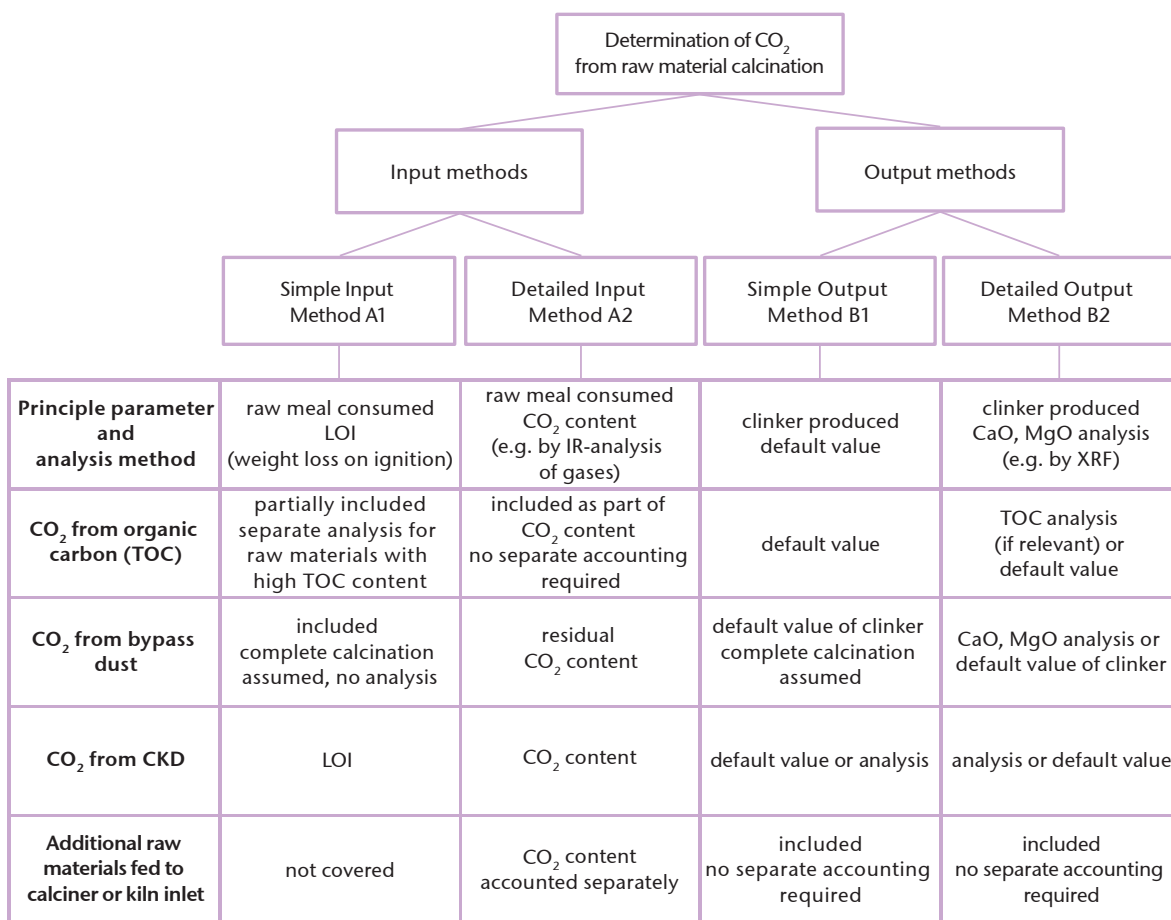 Determination of CO₂
from raw material calcination
Input methods
Output methods
Simple Input
Method A1
Detailed Input
Method A2
Simple Output
Method B1
Detailed Output
Method B2
Principle parameter
and
analysis method
raw meal consumed
LOI
(weight loss on ignition)
raw meal consumed
CO₂ content
(e.g. by IR-analysis
of gases)
clinker produced
default value
clinker produced
CaO, MgO analysis
(e.g. by XRF)
CO₂ from organic
carbon (TOC)
partially included
separate analysis for
raw materials with
high TOC content
included as part of
CO₂ content
no separate accounting
required
default value
TOC analysis
(if relevant) or
default value
CO₂ from bypass
dust
included
complete calcination
assumed, no analysis
residual
CO₂ content
default value of clinker
complete calcination
assumed
CaO, MgO analysis or
default value of clinker
CO₂ from CKD
LOI
CO₂ content
default value or analysis
analysis or default value
Additional raw
materials fed to
calciner or kiln inlet
not covered
CO₂ content
accounted separately
included
no separate accounting
required
included
no separate accounting
required